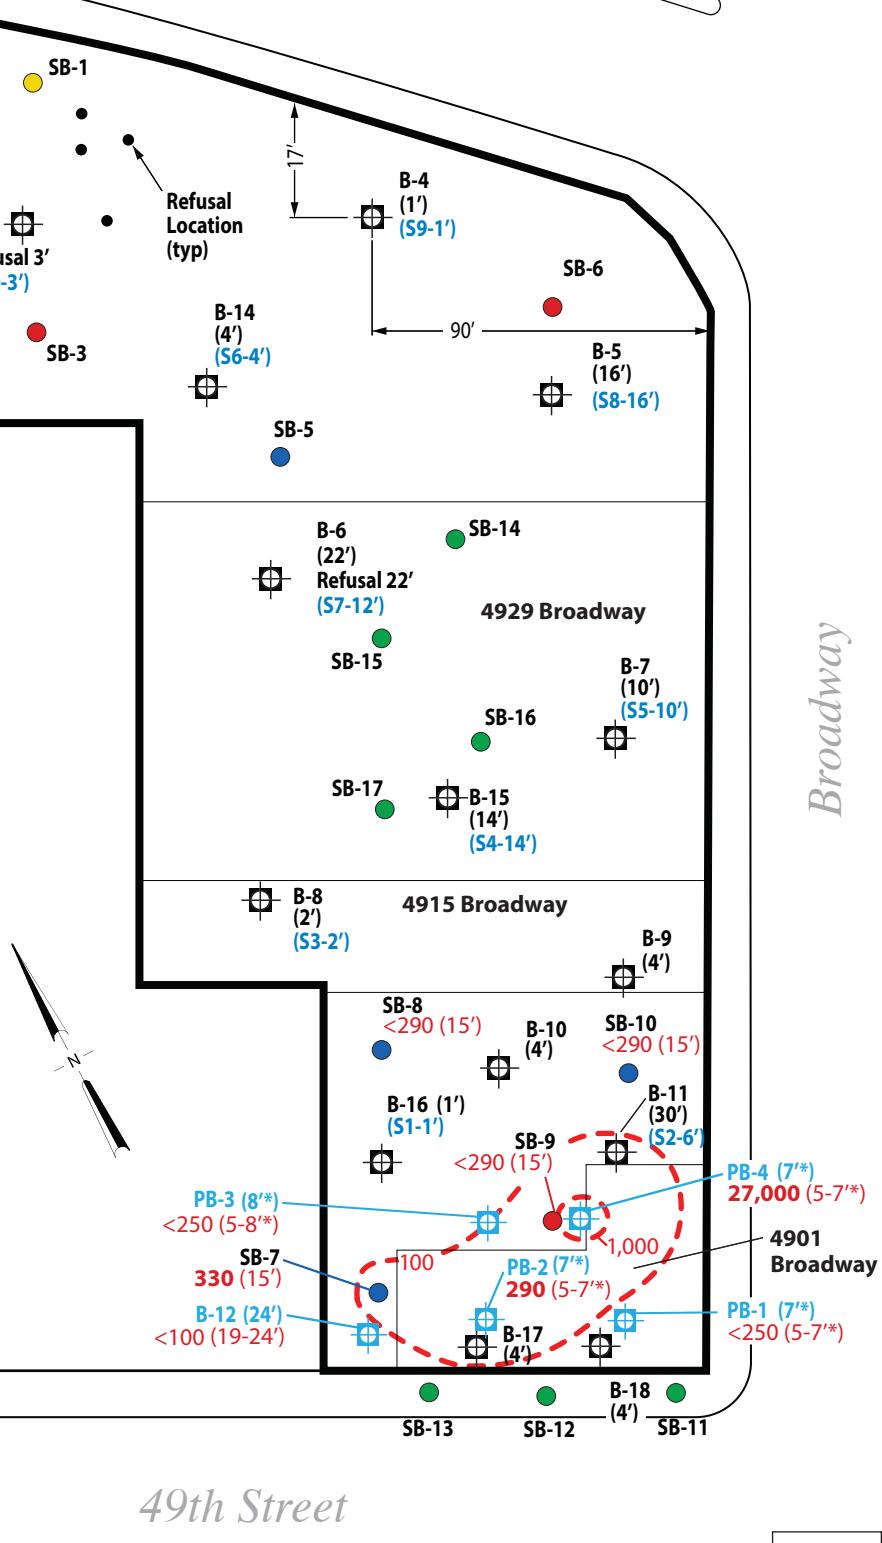 SB-1
17'
B-4
(1')
(S9-1')
Refusal
Location
(typ)
usal 3'
-3')
SB-6
90'
B-14
(4')
(S6-4')
SB-3
B-5
(16')
(S8-16')
SB-5
B-6
(22')
Refusal 22'
(S7-12')
SB-14
4929 Broadway
SB-15
B-7
(10')
(S5-10')
SB-16
SB-17
B-15
(14')
(S4-14')
Broadway
B-8
(2')
(S3-2')
4915 Broadway
B-9
(4')
N
SB-8
<290 (15')
B-10
(4')
SB-10
<290 (15')
B-16 (1')
(S1-1')
B-11
(30')
(S2-6')
SB-9
<290 (15')
PB-4 (7'*)
27,000 (5-7'*)
PB-3 (8'*)
<250 (5-8'*)
1,000
4901
Broadway
SB-7
330 (15')
100
PB-2 (7'*)
290 (5-7'*)
B-12 (24')
<100 (19-24')
PB-1 (7'*)
<250 (5-7'*)
B-17
(4')
B-18
(4')
SB-13
SB-12
SB-11
49th Street